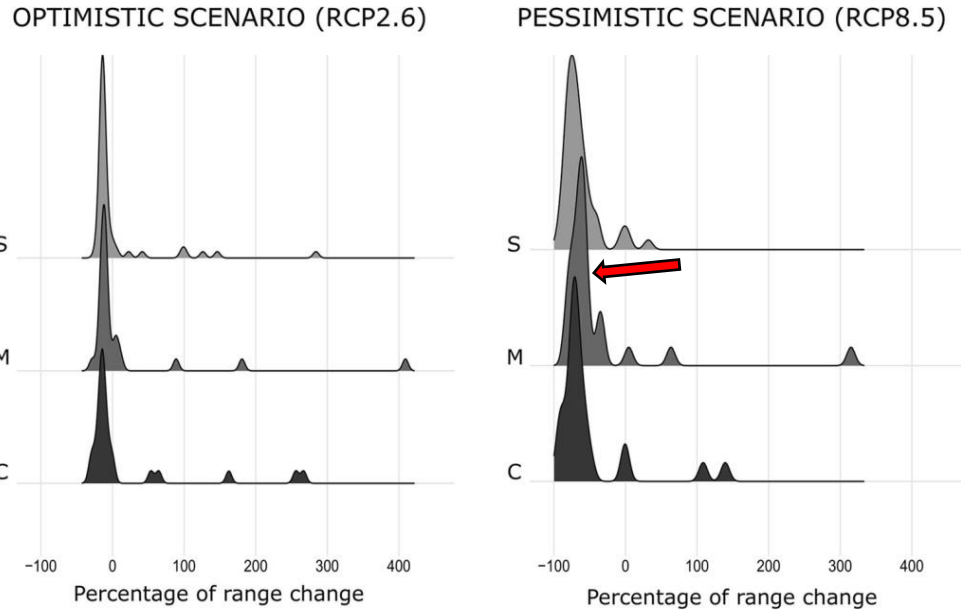 OPTIMISTIC SCENARIO (RCP2.6)
S
M
C
−100 0 100 200 300 400
Percentage of range change
PESSIMISTIC SCENARIO (RCP8.5)
S
M
C
−100 0 100 200 300 400
Percentage of range change